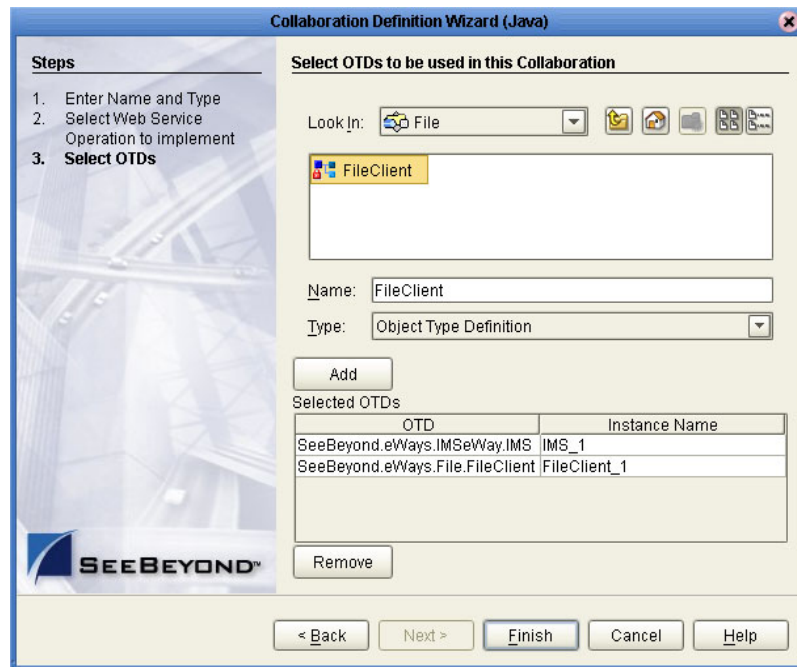 Collaboration Definition Wizard (Java)
Steps
1. Enter Name and Type
2. Select Web Service
Operation to implement
3. Select OTDs
Select OTDs to be used in this Collaboration
Look In: File
FileClient
Name: FileClient
Type: Object Type Definition
Add
Selected OTDs
OTD Instance Name
SeeBeyond.eWays.IMSeWay.IMS IMS_1
SeeBeyond.eWays.File.FileClient FileClient_1
Remove
SEEBEYOND™
< Back Next > Finish Cancel Help